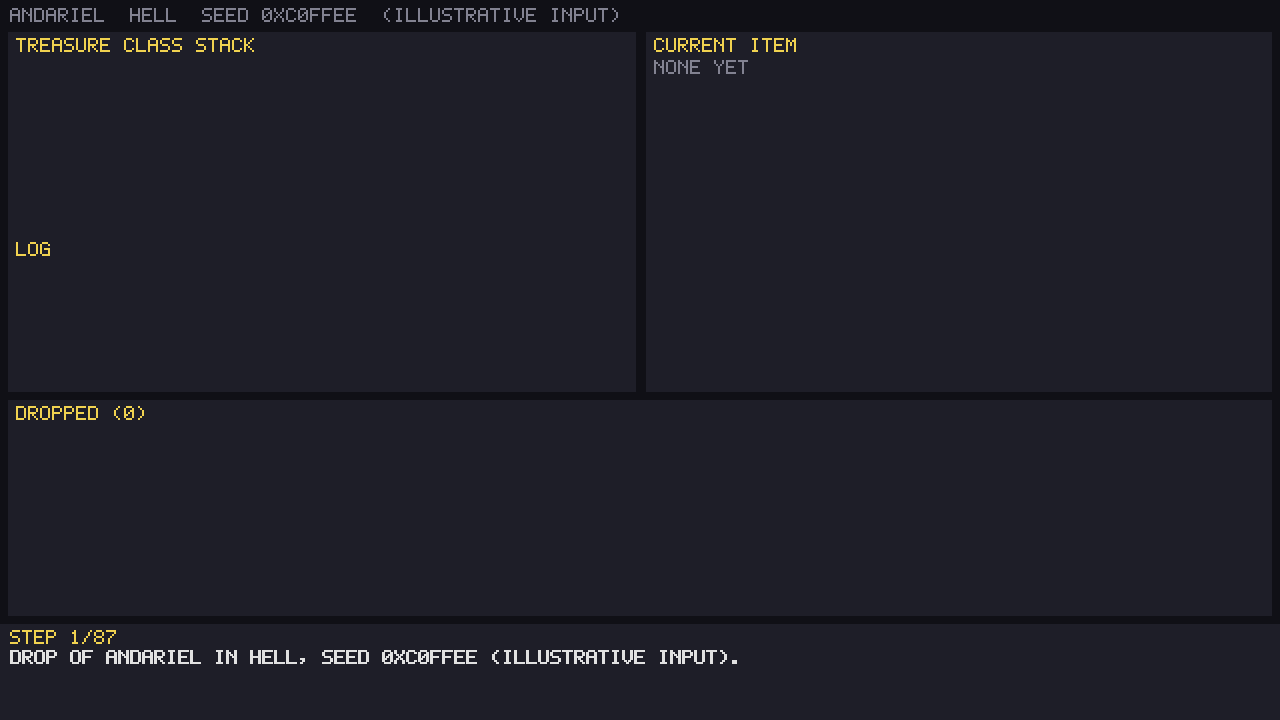 ANDARIEL  HELL  SEED 0XC0FFEE  (ILLUSTRATIVE INPUT)
TREASURE CLASS STACK
LOG
CURRENT ITEM
NONE YET
DROPPED (0)
STEP 1/87
DROP OF ANDARIEL IN HELL, SEED 0XC0FFEE (ILLUSTRATIVE INPUT).